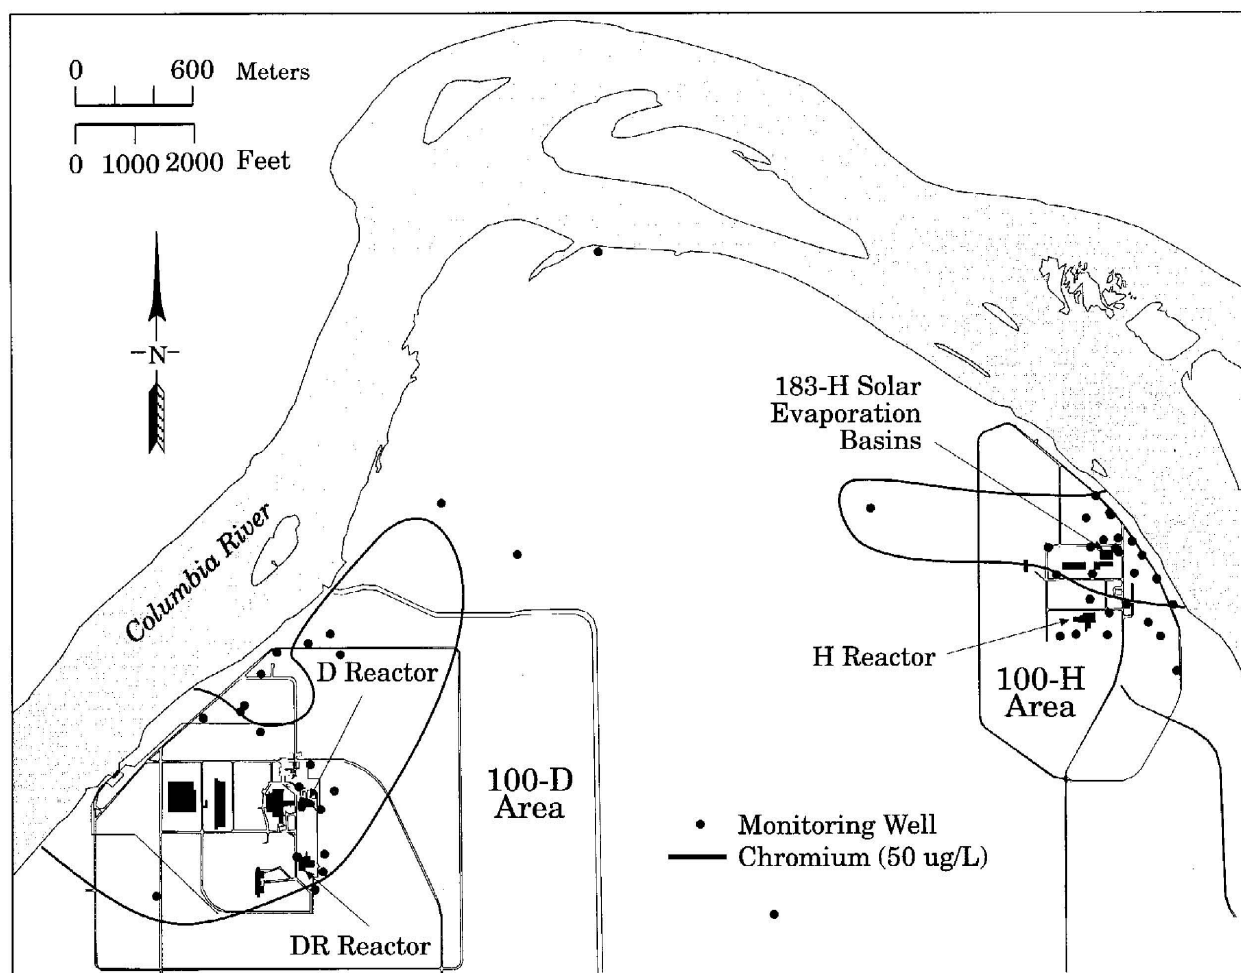 0 600 Meters
0 1000 2000 Feet
-N-
Columbia River
183-H Solar
Evaporation
Basins
H Reactor
100-H
Area
D Reactor
100-D
Area
DR Reactor
Monitoring Well
Chromium (50 ug/L)